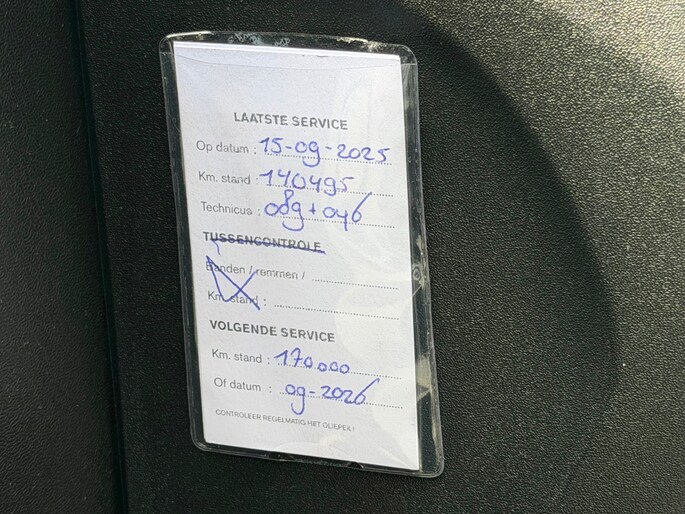 LAATSTE SERVICE
Op datum : 15-09-2025
Km. stand : 140495
Technicus : 089 + 046
TUSSENCONTROLE
Banden / remmen /
Km. stand :
VOLGENDE SERVICE
Km. stand : 170.000
Of datum : 09-2026
CONTROLEER REGELMATIG HET OLIEPEIL!